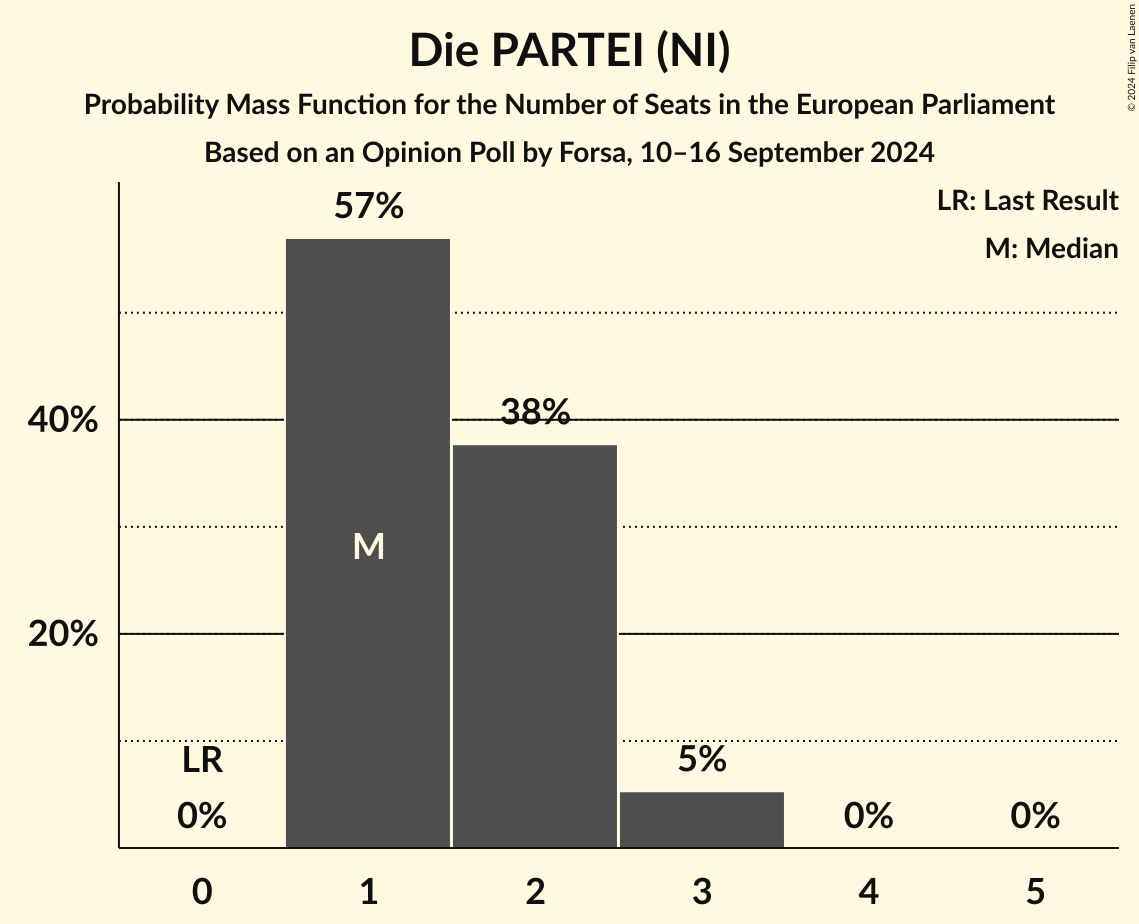 Die PARTEI (NI)
Probability Mass Function for the Number of Seats in the European Parliament
Based on an Opinion Poll by Forsa, 10–16 September 2024
© 2024 Filip van Laenen
LR: Last Result
M: Median
57%
40%
38%
M
20%
LR
0%
5%
0%
0%
0 1 2 3 4 5